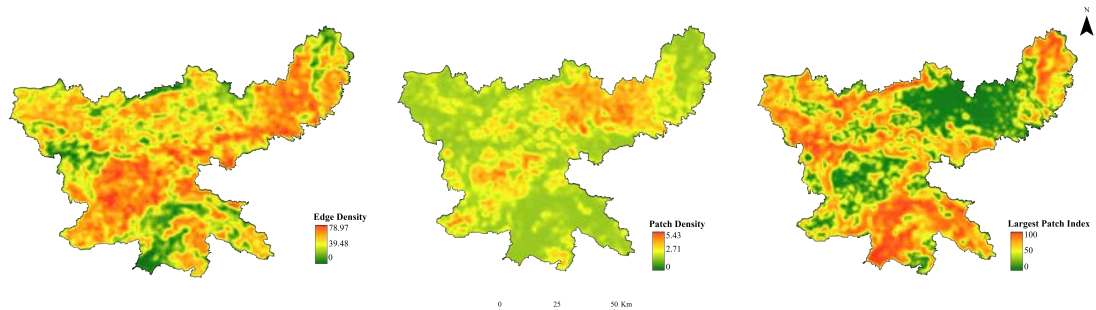 N
Edge Density
78.97
39.48
0
Patch Density
5.43
2.71
0
Largest Patch Index
100
50
0
0 25 50 Km